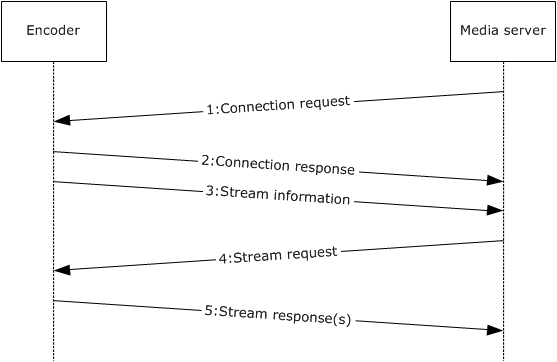 Encoder
Media server
1:Connection request
2:Connection response
3:Stream information
4:Stream request
5:Stream response(s)